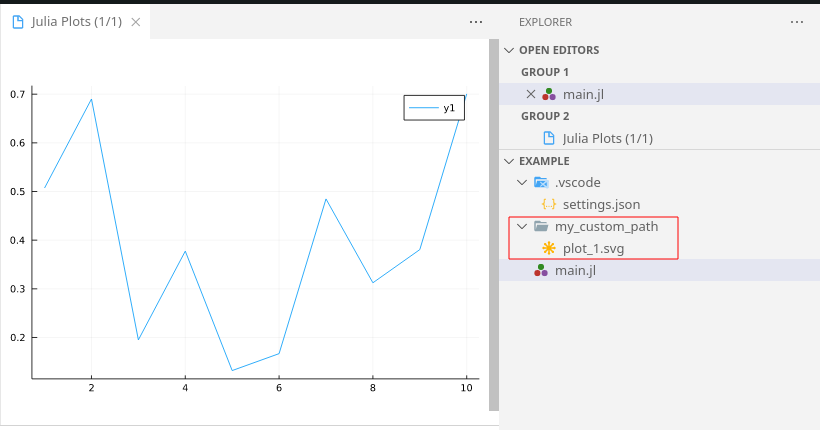 Julia Plots (1/1)
y1
0.7
0.6
0.5
0.4
0.3
0.2
2 4 6 8 10
EXPLORER
OPEN EDITORS
GROUP 1
main.jl
GROUP 2
Julia Plots (1/1)
EXAMPLE
.vscode
{..} settings.json
my_custom_path
plot_1.svg
main.jl